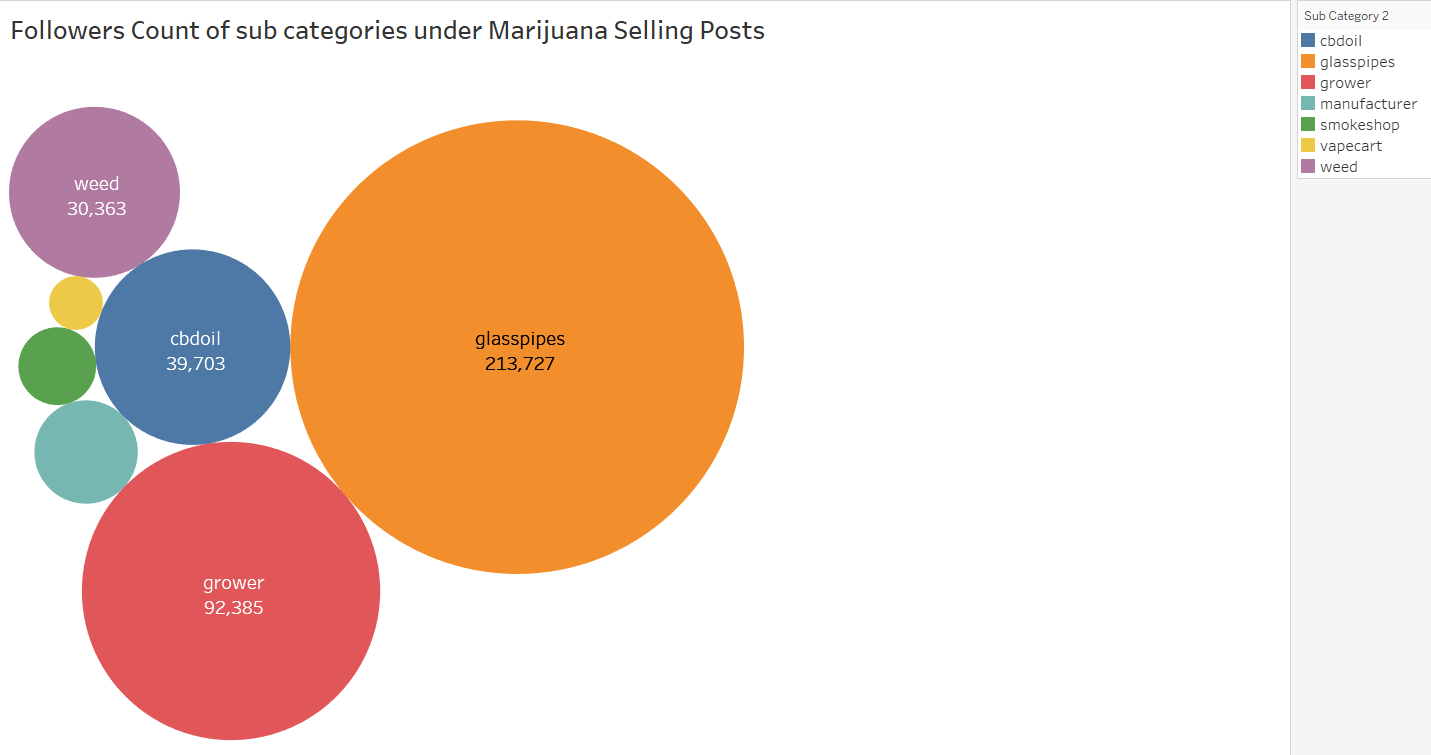 Followers Count of sub categories under Marijuana Selling Posts
weed
30,363
cbdoil
39,703
glasspipes
213,727
grower
92,385
Sub Category 2
cbdoil
glasspipes
grower
manufacturer
smokeshop
vapecart
weed